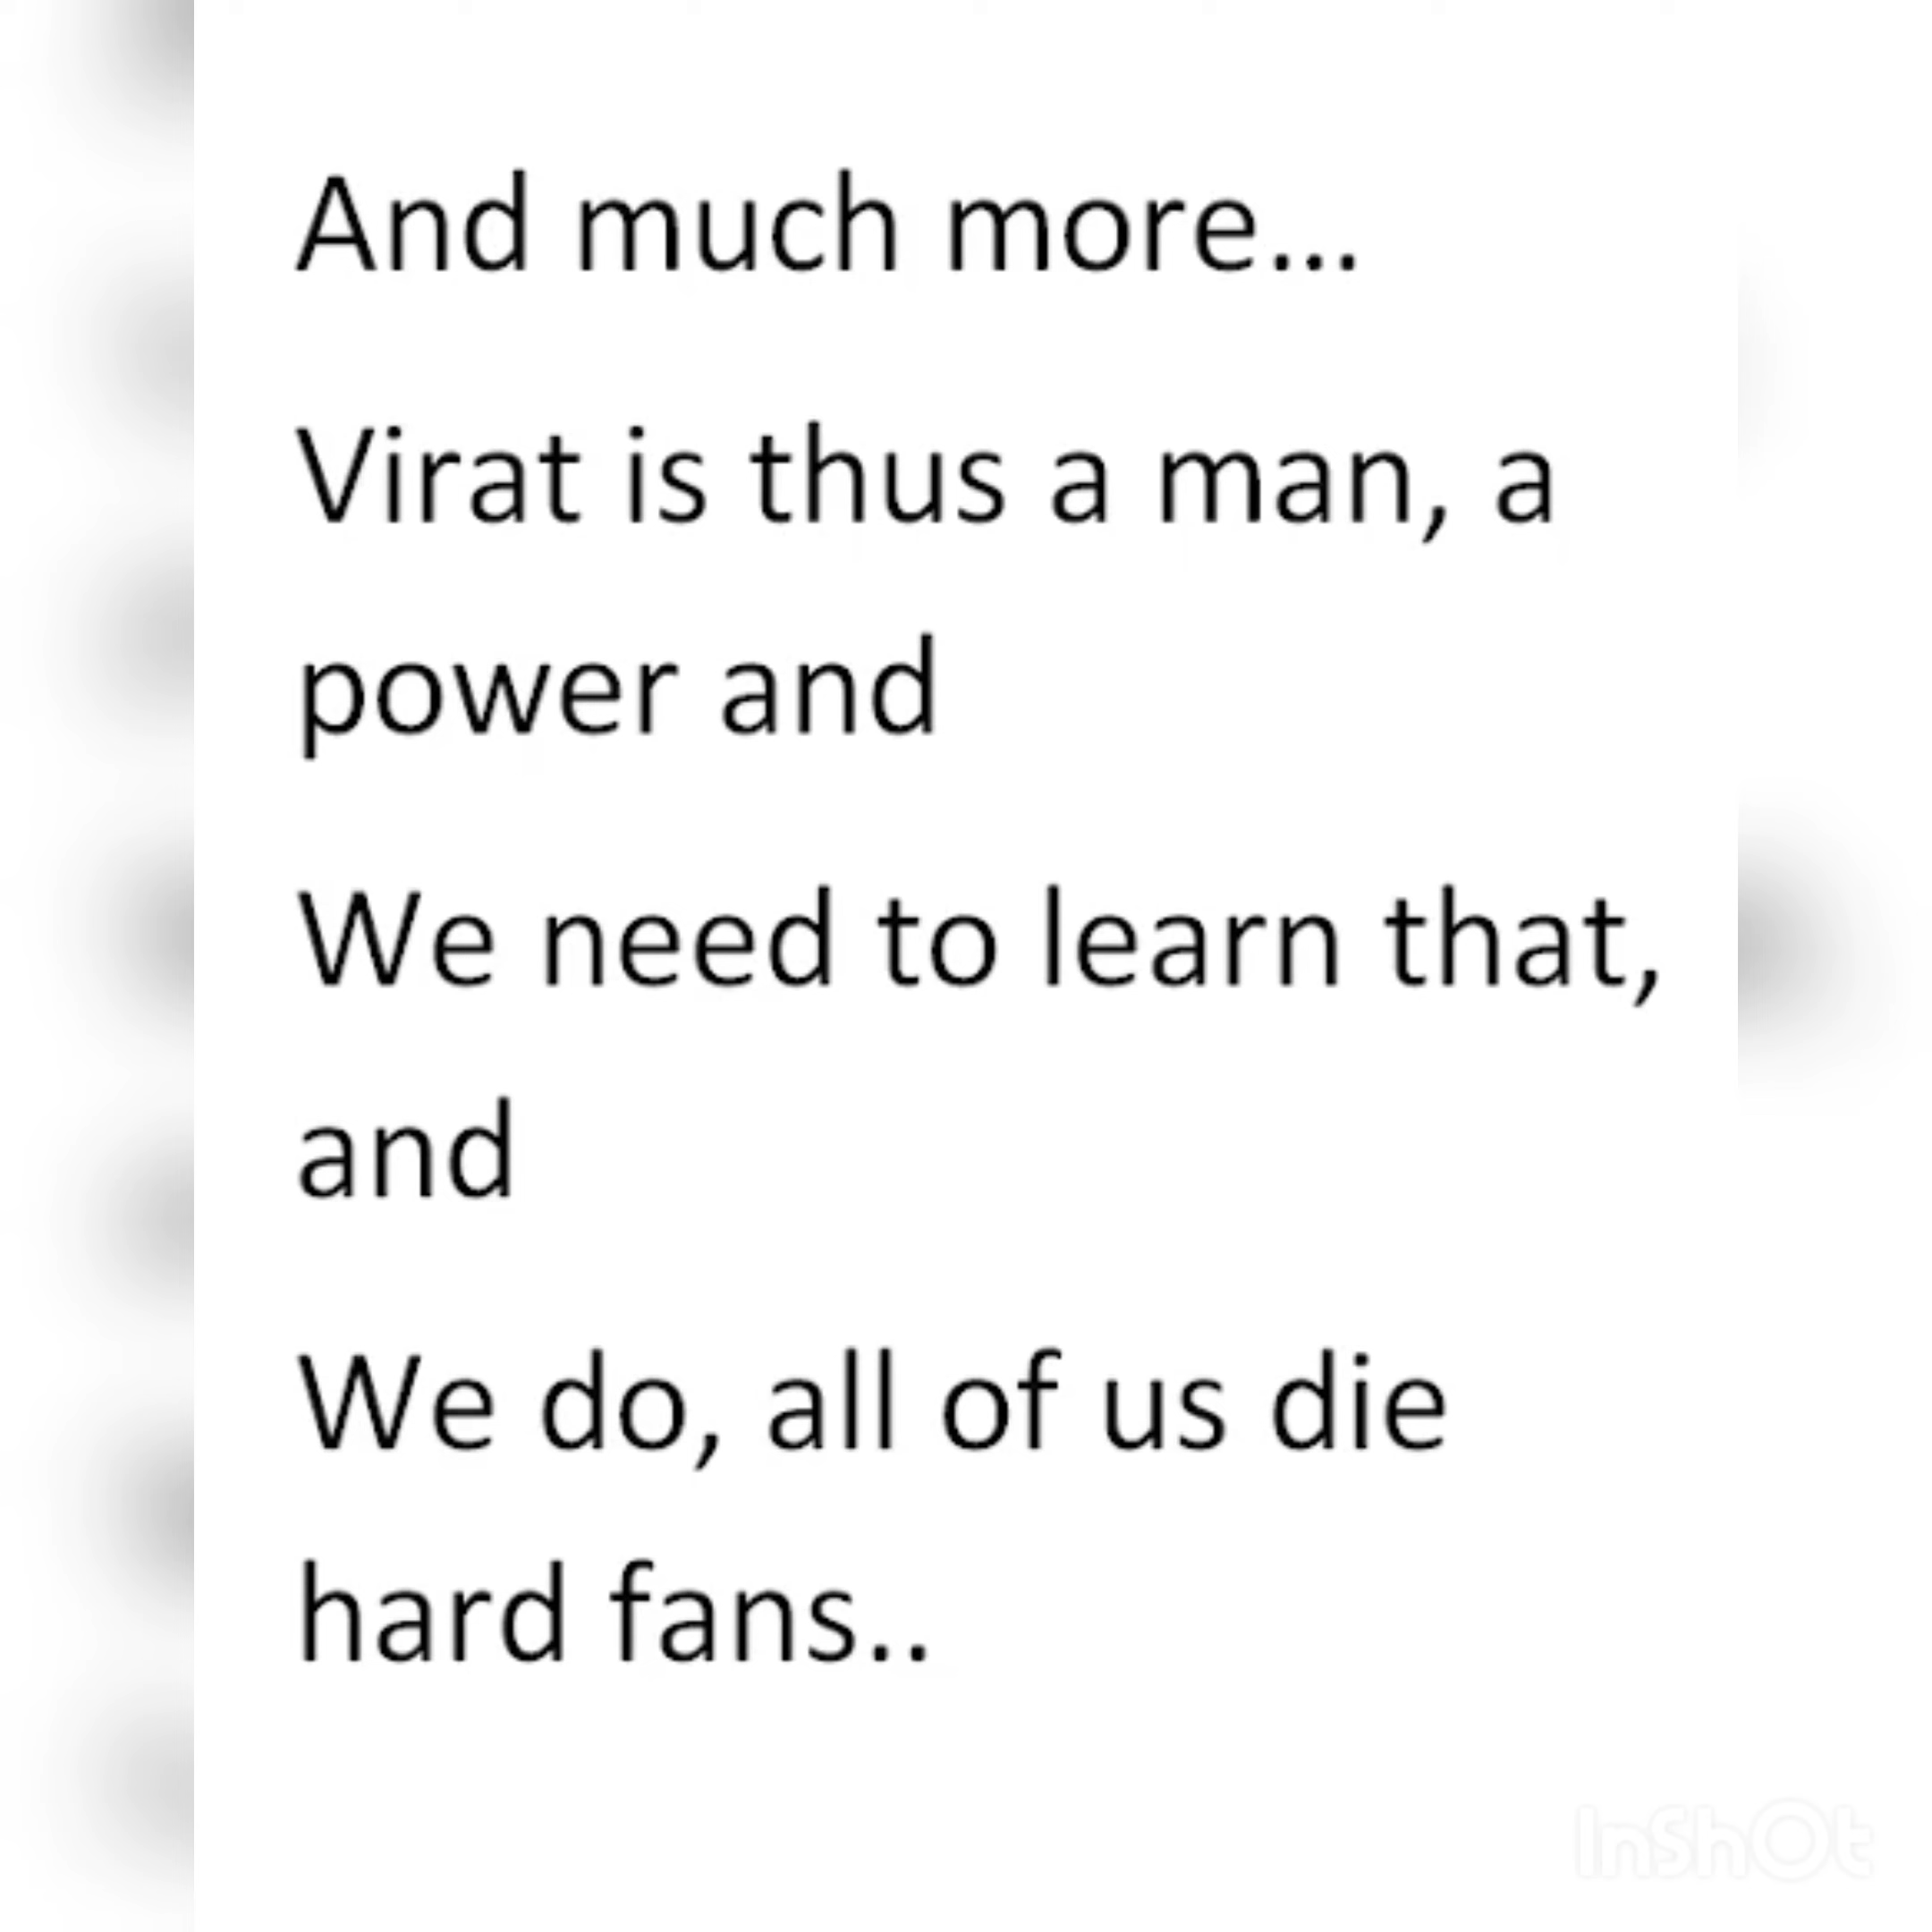 And much more...
Virat is thus a man, a
power and
We need to learn that,
and
We do, all of us die
hard fans..
InShOt